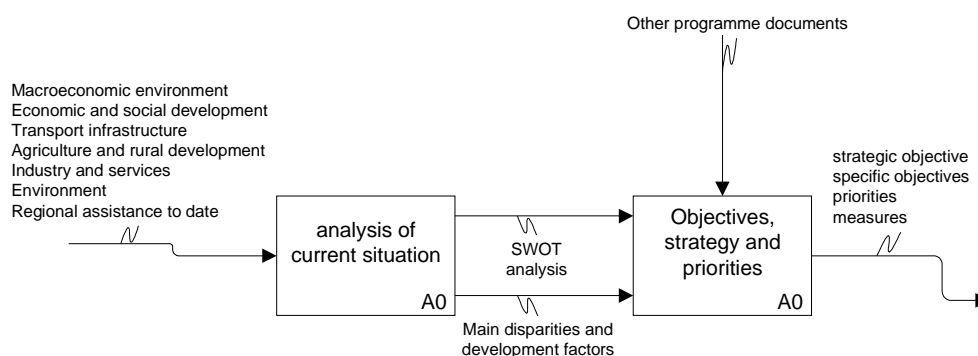 Other programme documents
Macroeconomic environment
Economic and social development
Transport infrastructure
Agriculture and rural development
Industry and services
Environment
Regional assistance to date
analysis of
current situation
A0
SWOT
analysis
Main disparities and
development factors
Objectives,
strategy and
priorities
A0
strategic objective
specific objectives
priorities
measures